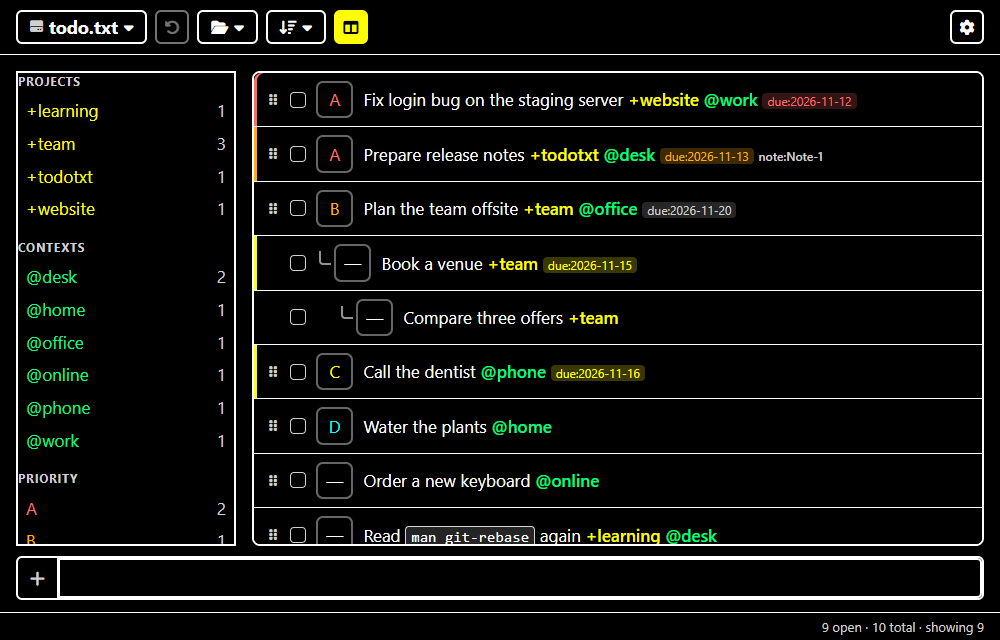 todo.txt
PROJECTS
+learning 1
+team 3
+todotxt 1
+website 1
CONTEXTS
@desk 2
@home 1
@office 1
@online 1
@phone 1
@work 1
PRIORITY
A 2
B 1
A Fix login bug on the staging server +website @work due:2026-11-12
A Prepare release notes +todotxt @desk due:2026-11-13 note:Note-1
B Plan the team offsite +team @office due:2026-11-20
— Book a venue +team due:2026-11-15
— Compare three offers +team
C Call the dentist @phone due:2026-11-16
D Water the plants @home
— Order a new keyboard @online
— Read man git-rebase again +learning @desk
+
9 open · 10 total · showing 9